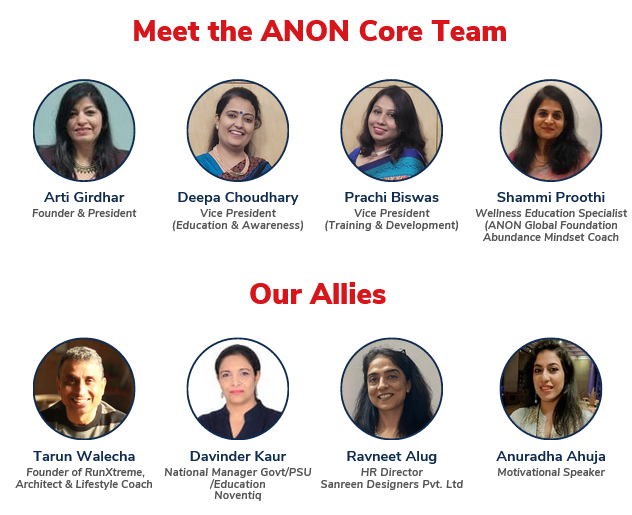 Meet the ANON Core Team
Arti Girdhar
Founder & President
Deepa Choudhary
Vice President
(Education & Awareness)
Prachi Biswas
Vice President
(Training & Development)
Shammi Proothi
Wellness Education Specialist
(ANON Global Foundation
Abundance Mindset Coach
Our Allies
Tarun Walecha
Founder of RunXtreme,
Architect & Lifestyle Coach
Davinder Kaur
National Manager Govt/PSU
/Education
Noventiq
Ravneet Alug
HR Director
Sanreen Designers Pvt. Ltd
Anuradha Ahuja
Motivational Speaker